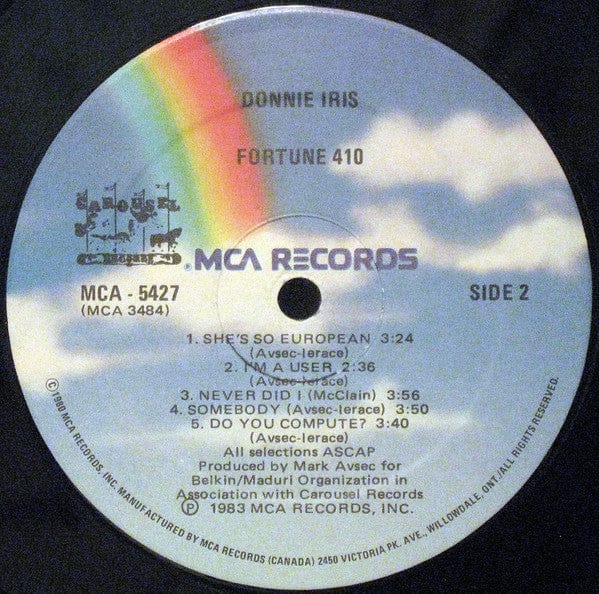 DONNIE IRIS
FORTUNE 410
CAROUSEL
RECORDS
MCA RECORDS
MCA - 5427
(MCA 3484)
SIDE 2
1. SHE'S SO EUROPEAN 3:24
(Avsec-Ierace)
2. I'M A USER 2:36
(Avsec-Ierace)
3. NEVER DID I (McClain) 3:56
4. SOMEBODY (Avsec-Ierace) 3:50
5. DO YOU COMPUTE? 3:40
(Avsec-Ierace)
All selections ASCAP
Produced by Mark Avsec for
Belkin/Maduri Organization in
Association with Carousel Records
Ⓟ 1983 MCA RECORDS, INC.
© 1980 MCA RECORDS, INC. MANUFACTURED BY MCA RECORDS (CANADA) 2450 VICTORIA PK. AVE., WILLOWDALE, ONT./ALL RIGHTS RESERVED.